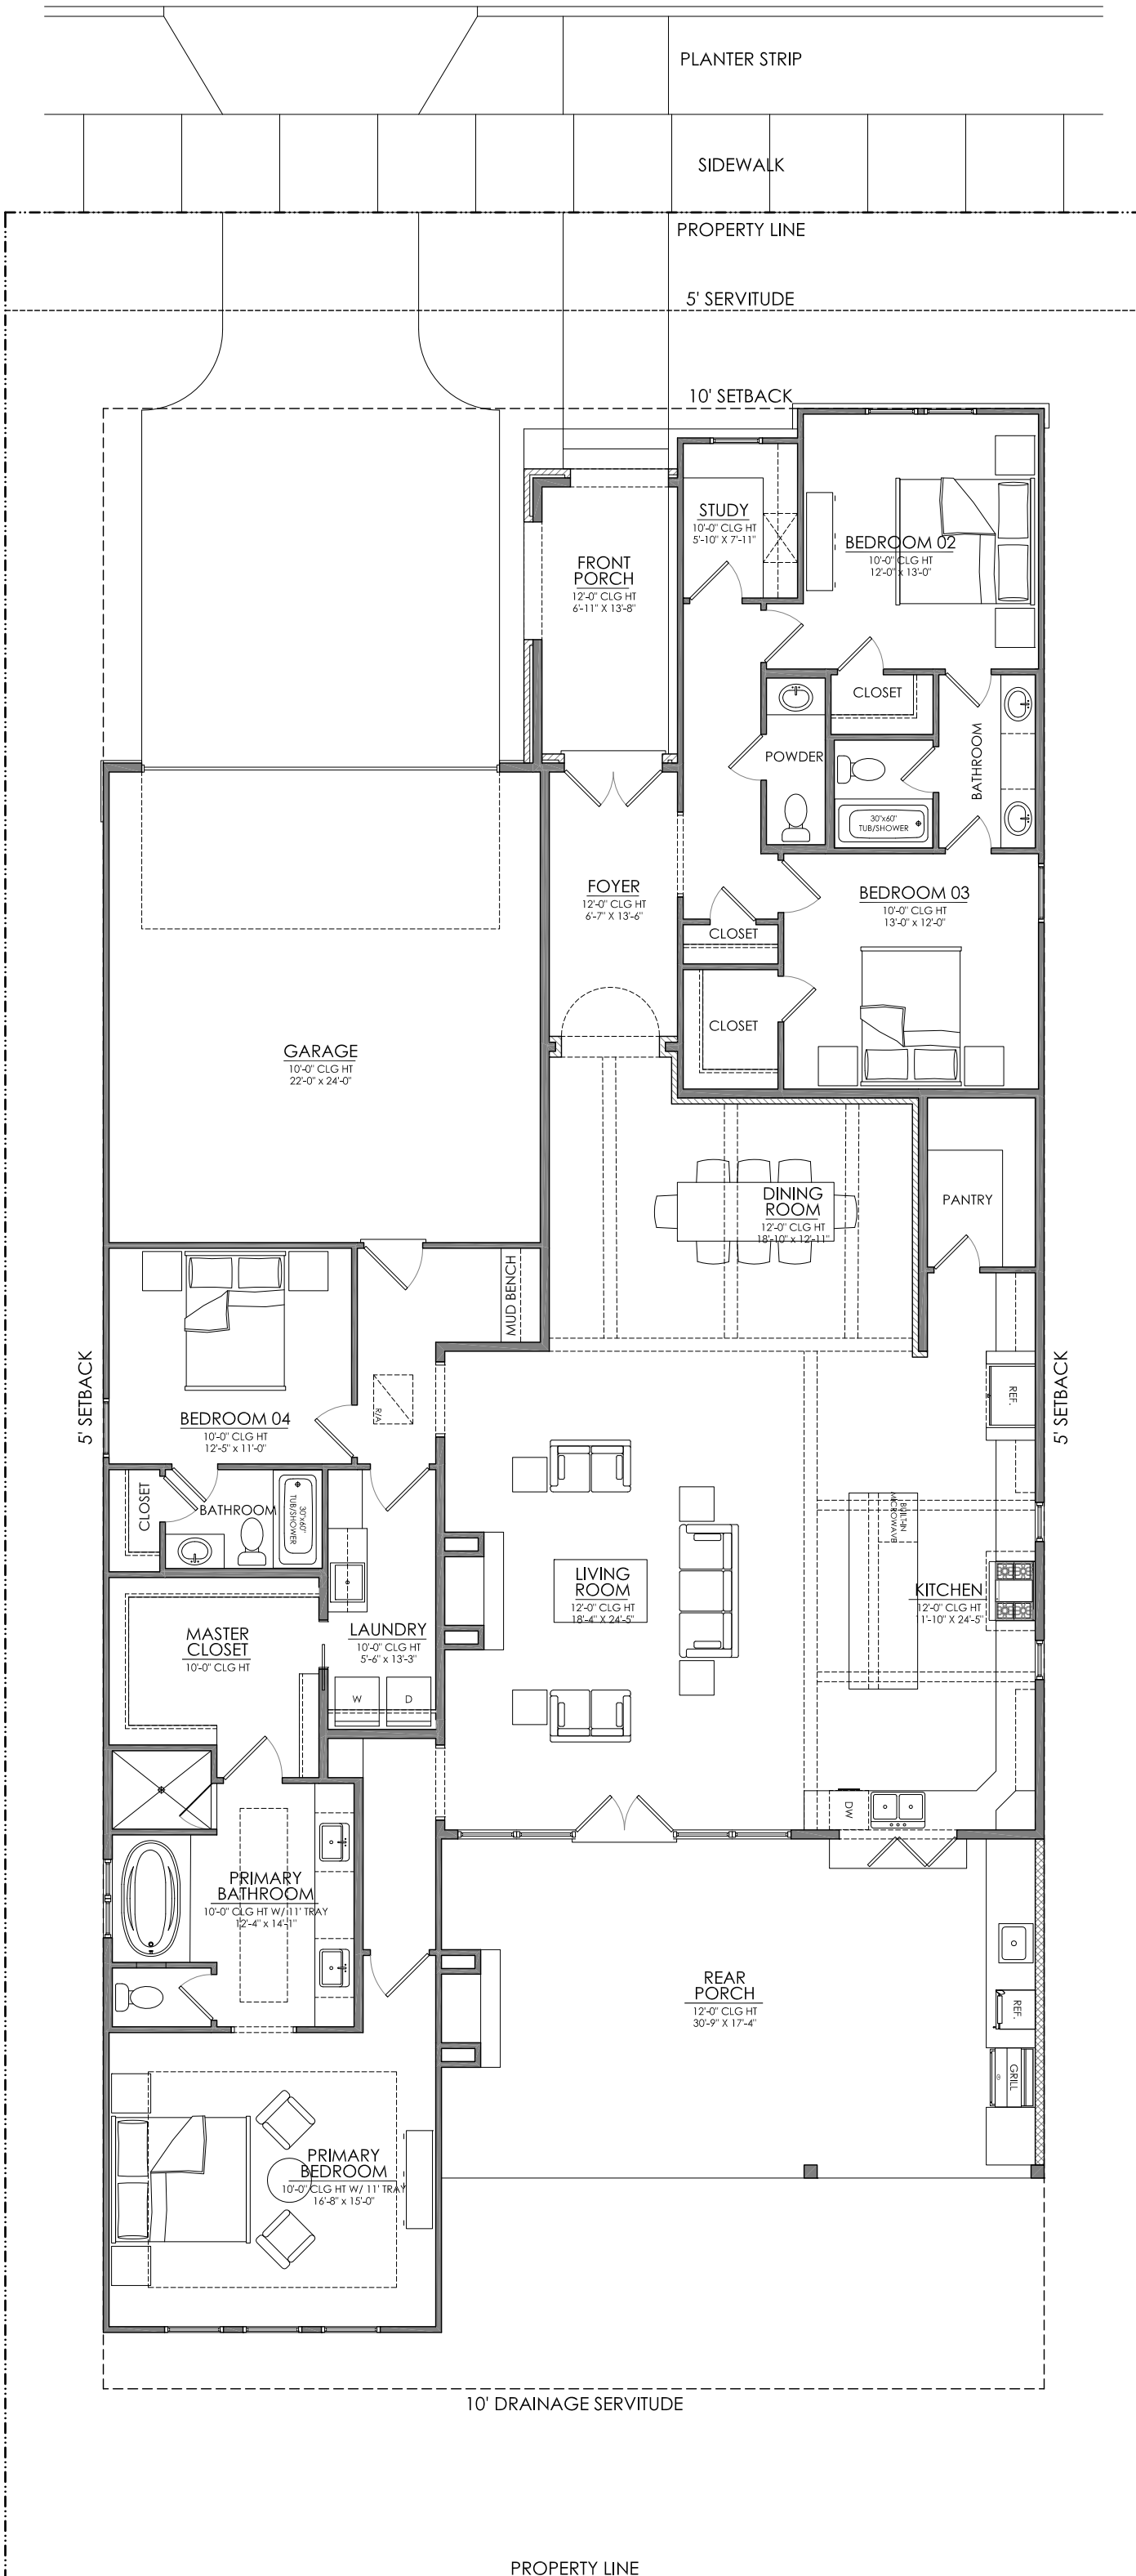 PLANTER STRIP
SIDEWALK
PROPERTY LINE
5' SERVITUDE
10' SETBACK
STUDY
10'-0" CLG HT
5'-10" X 7'-11"
BEDROOM 02
10'-0" CLG HT
12'-0" x 13'-0"
FRONT
PORCH
12'-0" CLG HT
6'-11" X 13'-8"
CLOSET
POWDER
BATHROOM
30"x60"
TUB/SHOWER
FOYER
12'-0" CLG HT
6'-7" X 13'-6"
BEDROOM 03
10'-0" CLG HT
13'-0" x 12'-0"
CLOSET
CLOSET
GARAGE
10'-0" CLG HT
22'-0" x 24'-0"
DINING
ROOM
12'-0" CLG HT
18'-10" x 12'-11"
PANTRY
MUD BENCH
5' SETBACK
5' SETBACK
REF.
R/A
BEDROOM 04
10'-0" CLG HT
12'-5" x 11'-0"
CLOSET
BATHROOM
30"x60"
TUB/SHOWER
BUILT-IN
MICROWAVE
LIVING
ROOM
12'-0" CLG HT
18'-4" X 24'-5"
KITCHEN
12'-0" CLG HT
11'-10" X 24'-5"
MASTER
CLOSET
10'-0" CLG HT
LAUNDRY
10'-0" CLG HT
5'-6" x 13'-3"
W
D
DW
PRIMARY
BATHROOM
10'-0" CLG HT W/ 11' TRAY
12'-4" x 14'-1"
REAR
PORCH
12'-0" CLG HT
30'-9" X 17'-4"
REF.
GRILL
PRIMARY
BEDROOM
10'-0" CLG HT W/ 11' TRAY
16'-8" x 15'-0"
10' DRAINAGE SERVITUDE
PROPERTY LINE